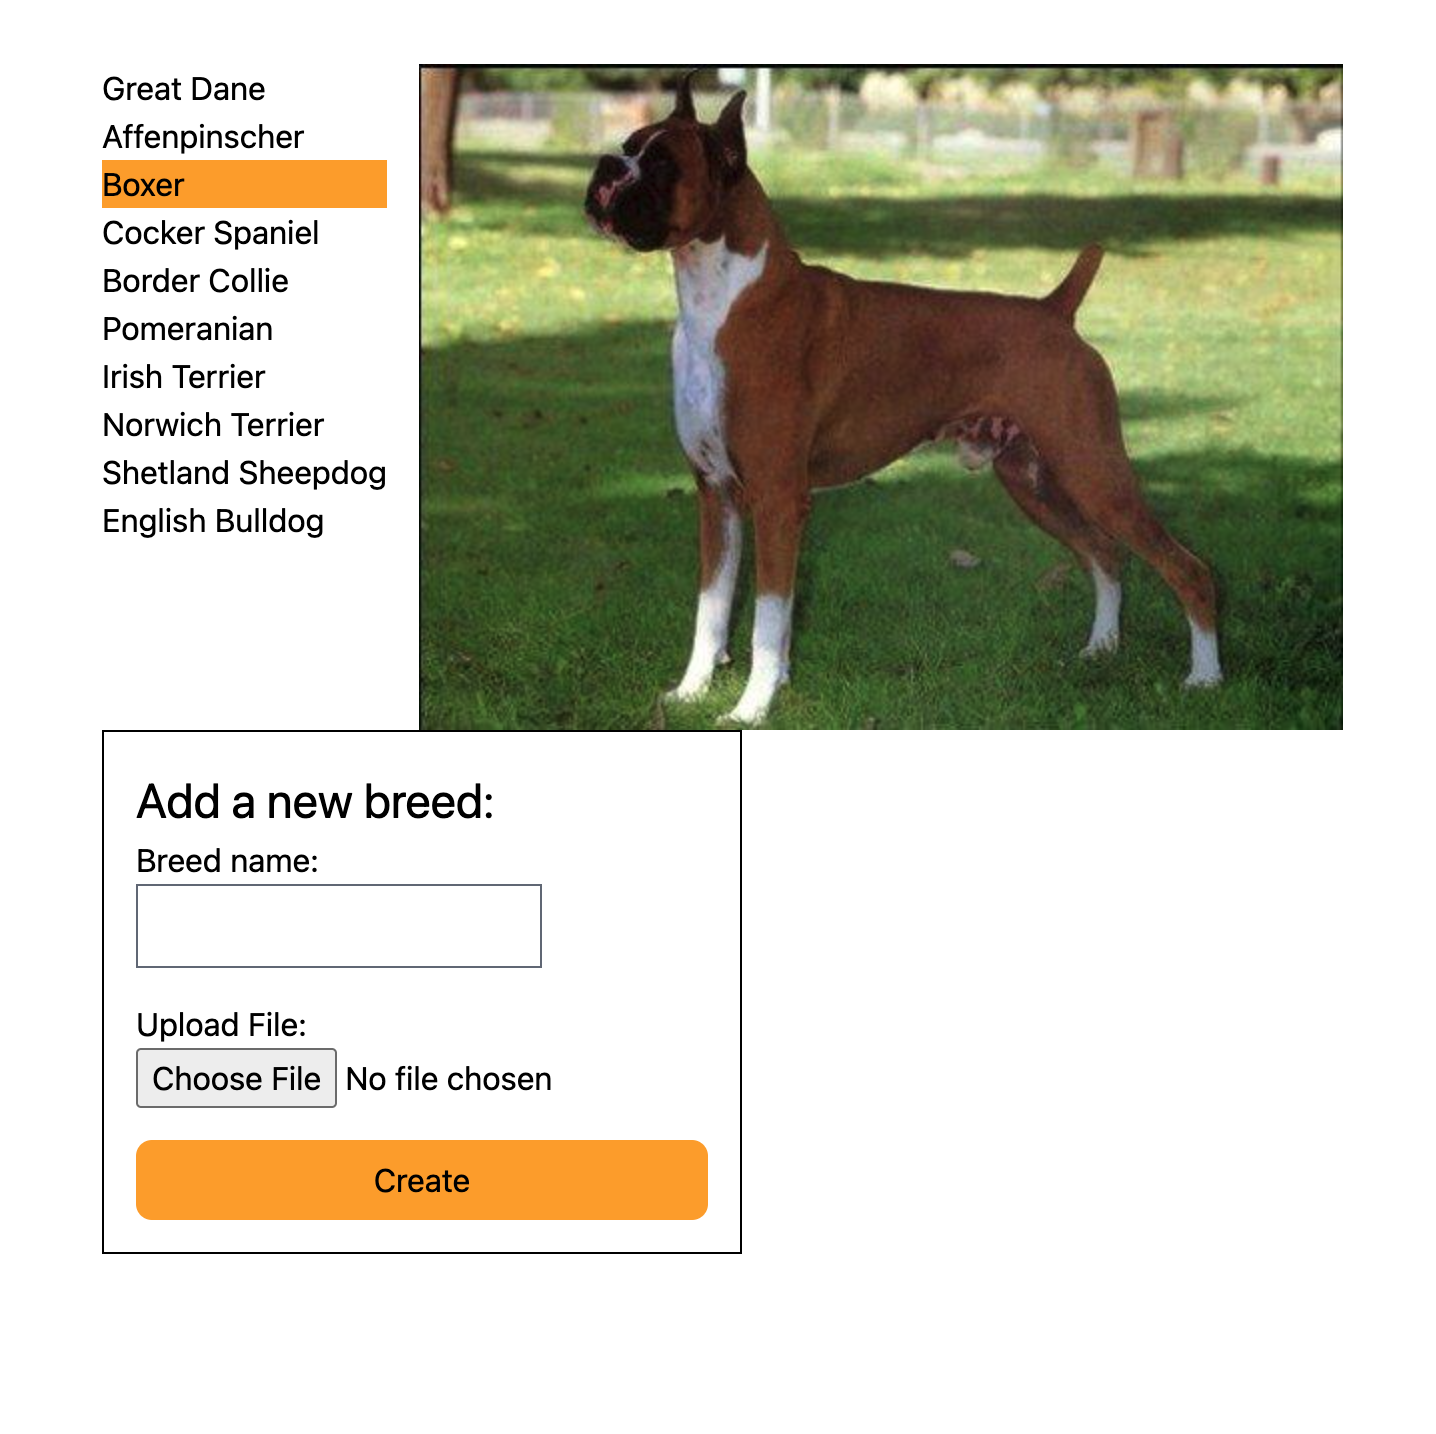 Great Dane
Affenpinscher
Boxer
Cocker Spaniel
Border Collie
Pomeranian
Irish Terrier
Norwich Terrier
Shetland Sheepdog
English Bulldog
Add a new breed:
Breed name:
Upload File:
Choose File No file chosen
Create